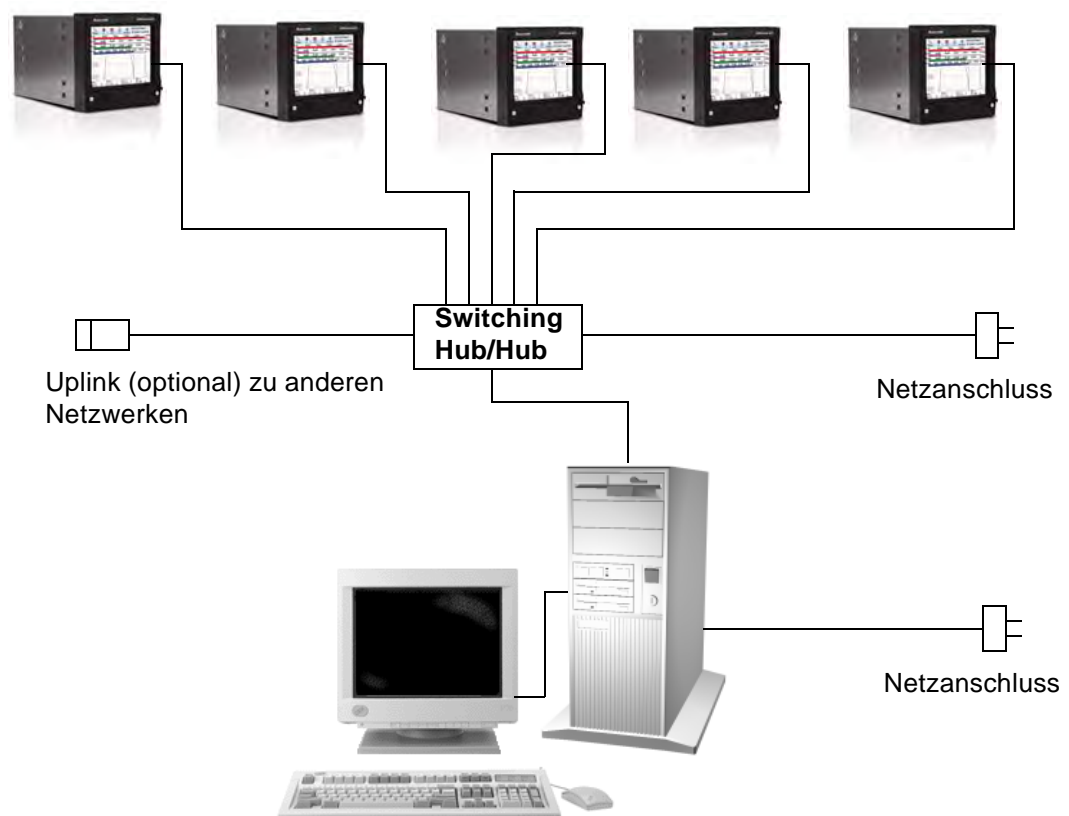 Switching
Hub/Hub
Uplink (optional) zu anderen
Netzwerken
Netzanschluss
Netzanschluss